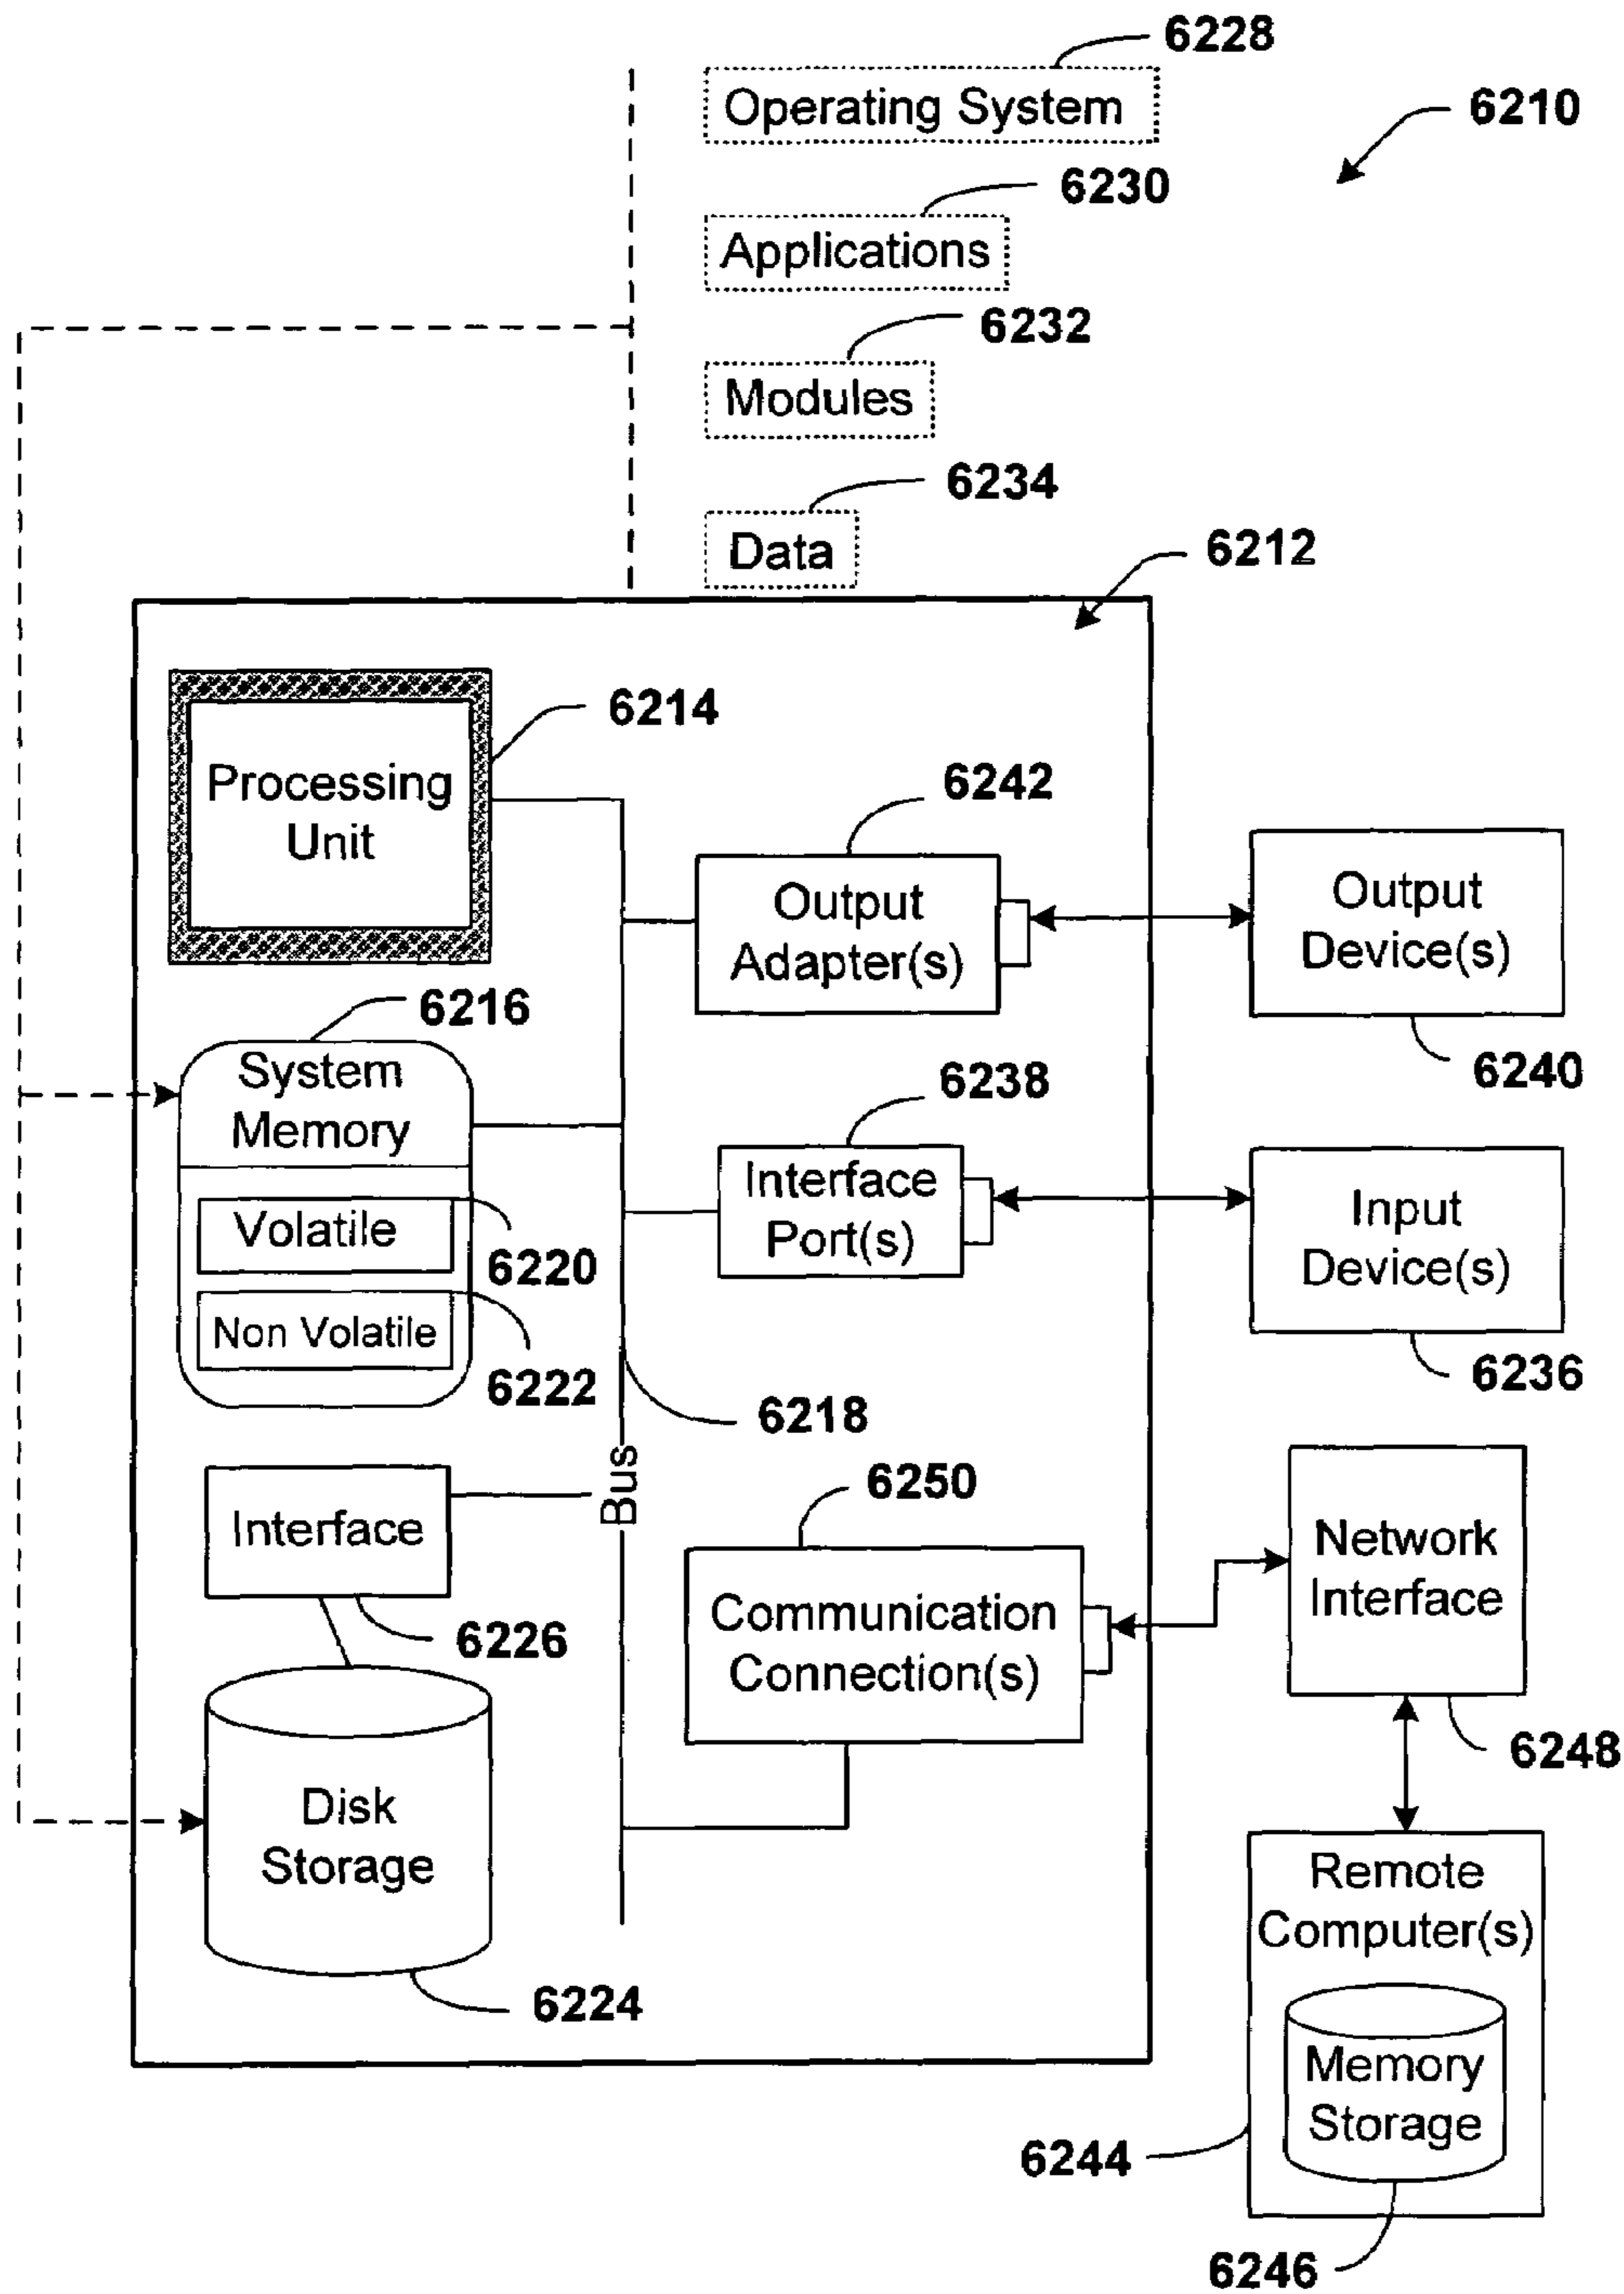 6228
Operating System
6210
6230
Applications
6232
Modules
6234
Data
6212
6214
Processing
Unit
6242
Output
Adapter(s)
Output
Device(s)
6240
6216
System
Memory
6238
Interface
Port(s)
Input
Device(s)
6236
Volatile
6220
Non Volatile
6222
6218
Bus
6250
Interface
6226
Communication
Connection(s)
Network
Interface
6248
Disk
Storage
6224
Remote
Computer(s)
Memory
Storage
6244
6246